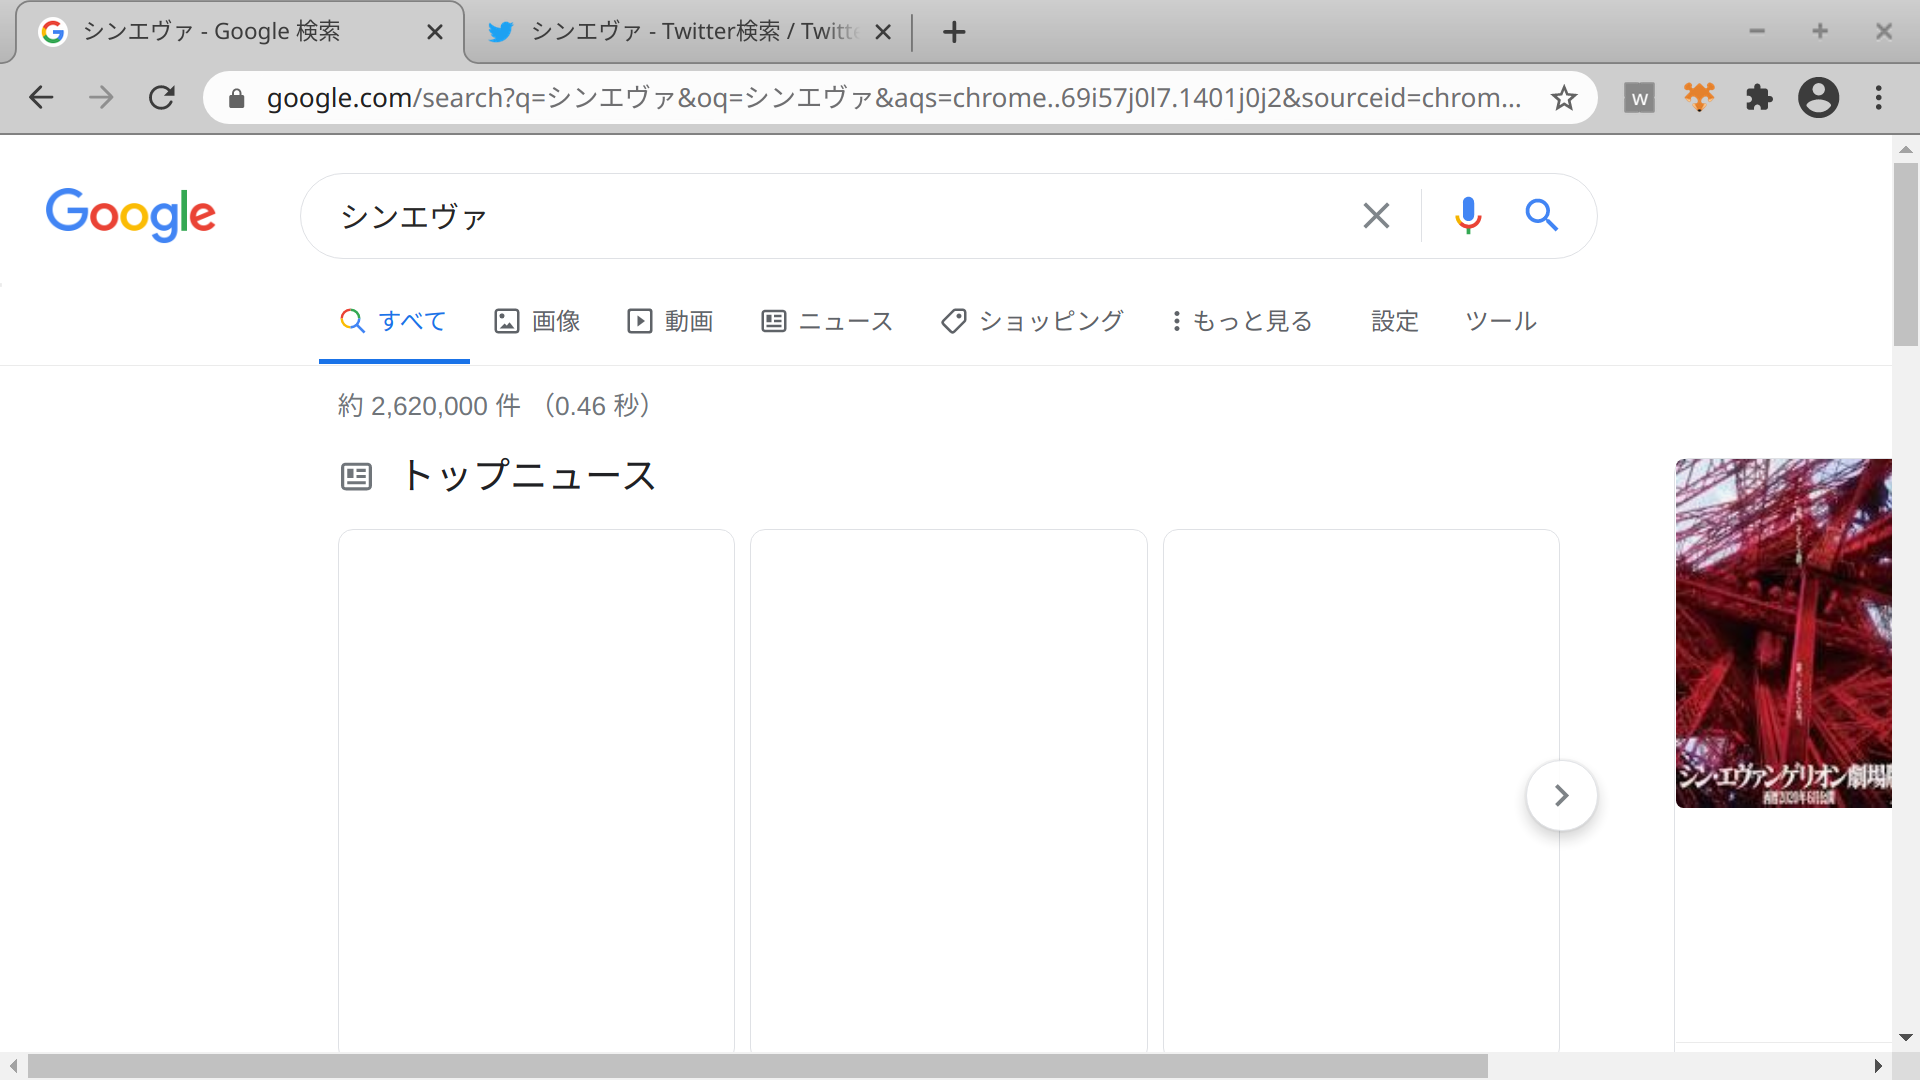 シンエヴァ - Google 検索
シンエヴァ - Twitter検索 / Twitte
google.com/search?q=シンエヴァ&oq=シンエヴァ&aqs=chrome..69i57j0l7.1401j0j2&sourceid=chrom...
w
Google
シンエヴァ
すべて 画像 動画 ニュース ショッピング もっと見る 設定 ツール
約 2,620,000 件 （0.46 秒）
トップニュース
シン・エヴァンゲリオン劇場